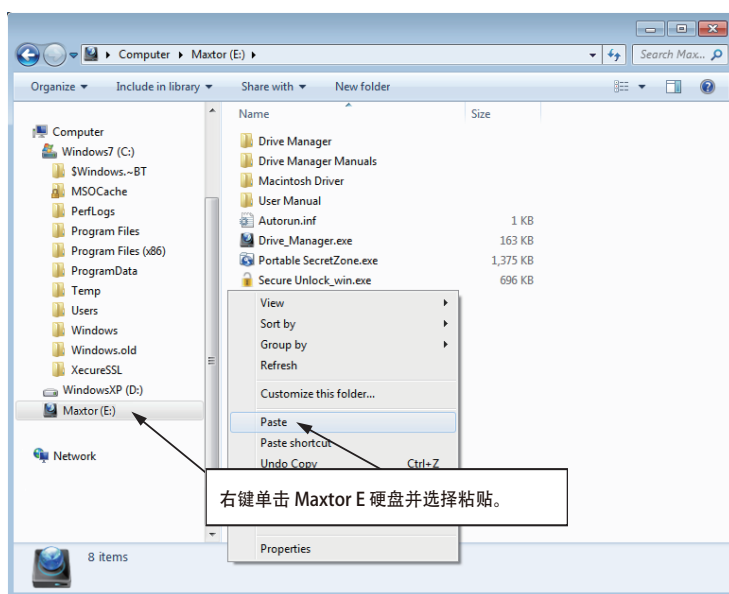 Computer ▸ Maxtor (E:) ▸
Search Max...
Organize Include in library Share with New folder
Name Size
Computer
Windows7 (C:)
$Windows.~BT
MSOCache
PerfLogs
Program Files
Program Files (x86)
ProgramData
Temp
Users
Windows
Windows.old
XecureSSL
WindowsXP (D:)
Maxtor (E:)
Network
Drive Manager
Drive Manager Manuals
Macintosh Driver
User Manual
Autorun.inf 1 KB
Drive_Manager.exe 163 KB
Portable SecretZone.exe 1,375 KB
Secure Unlock_win.exe 696 KB
View
Sort by
Group by
Refresh
Customize this folder...
Paste
Paste shortcut
Undo Copy Ctrl+Z
右键单击 Maxtor E 硬盘并选择粘贴。
Properties
8 items